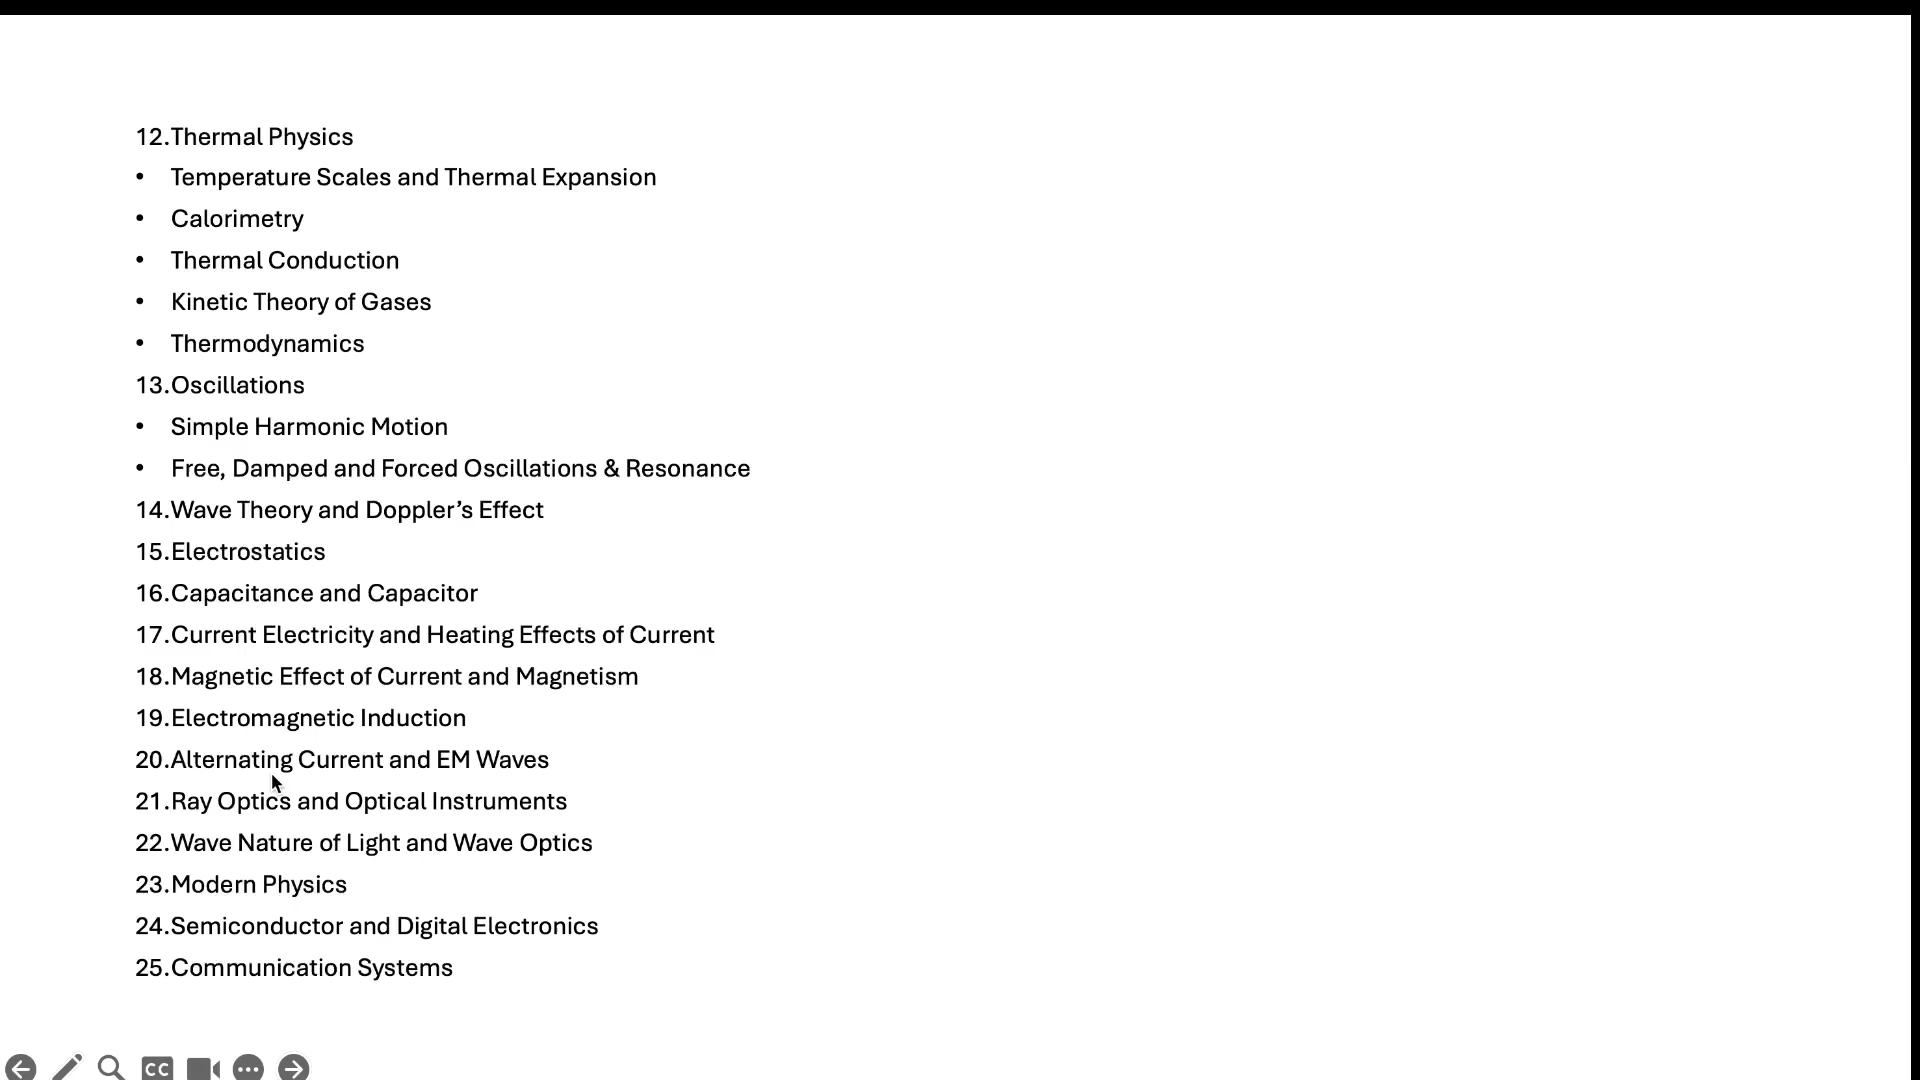 12.Thermal Physics
• Temperature Scales and Thermal Expansion
• Calorimetry
• Thermal Conduction
• Kinetic Theory of Gases
• Thermodynamics
13.Oscillations
• Simple Harmonic Motion
• Free, Damped and Forced Oscillations & Resonance
14.Wave Theory and Doppler’s Effect
15.Electrostatics
16.Capacitance and Capacitor
17.Current Electricity and Heating Effects of Current
18.Magnetic Effect of Current and Magnetism
19.Electromagnetic Induction
20.Alternating Current and EM Waves
21.Ray Optics and Optical Instruments
22.Wave Nature of Light and Wave Optics
23.Modern Physics
24.Semiconductor and Digital Electronics
25.Communication Systems
CC